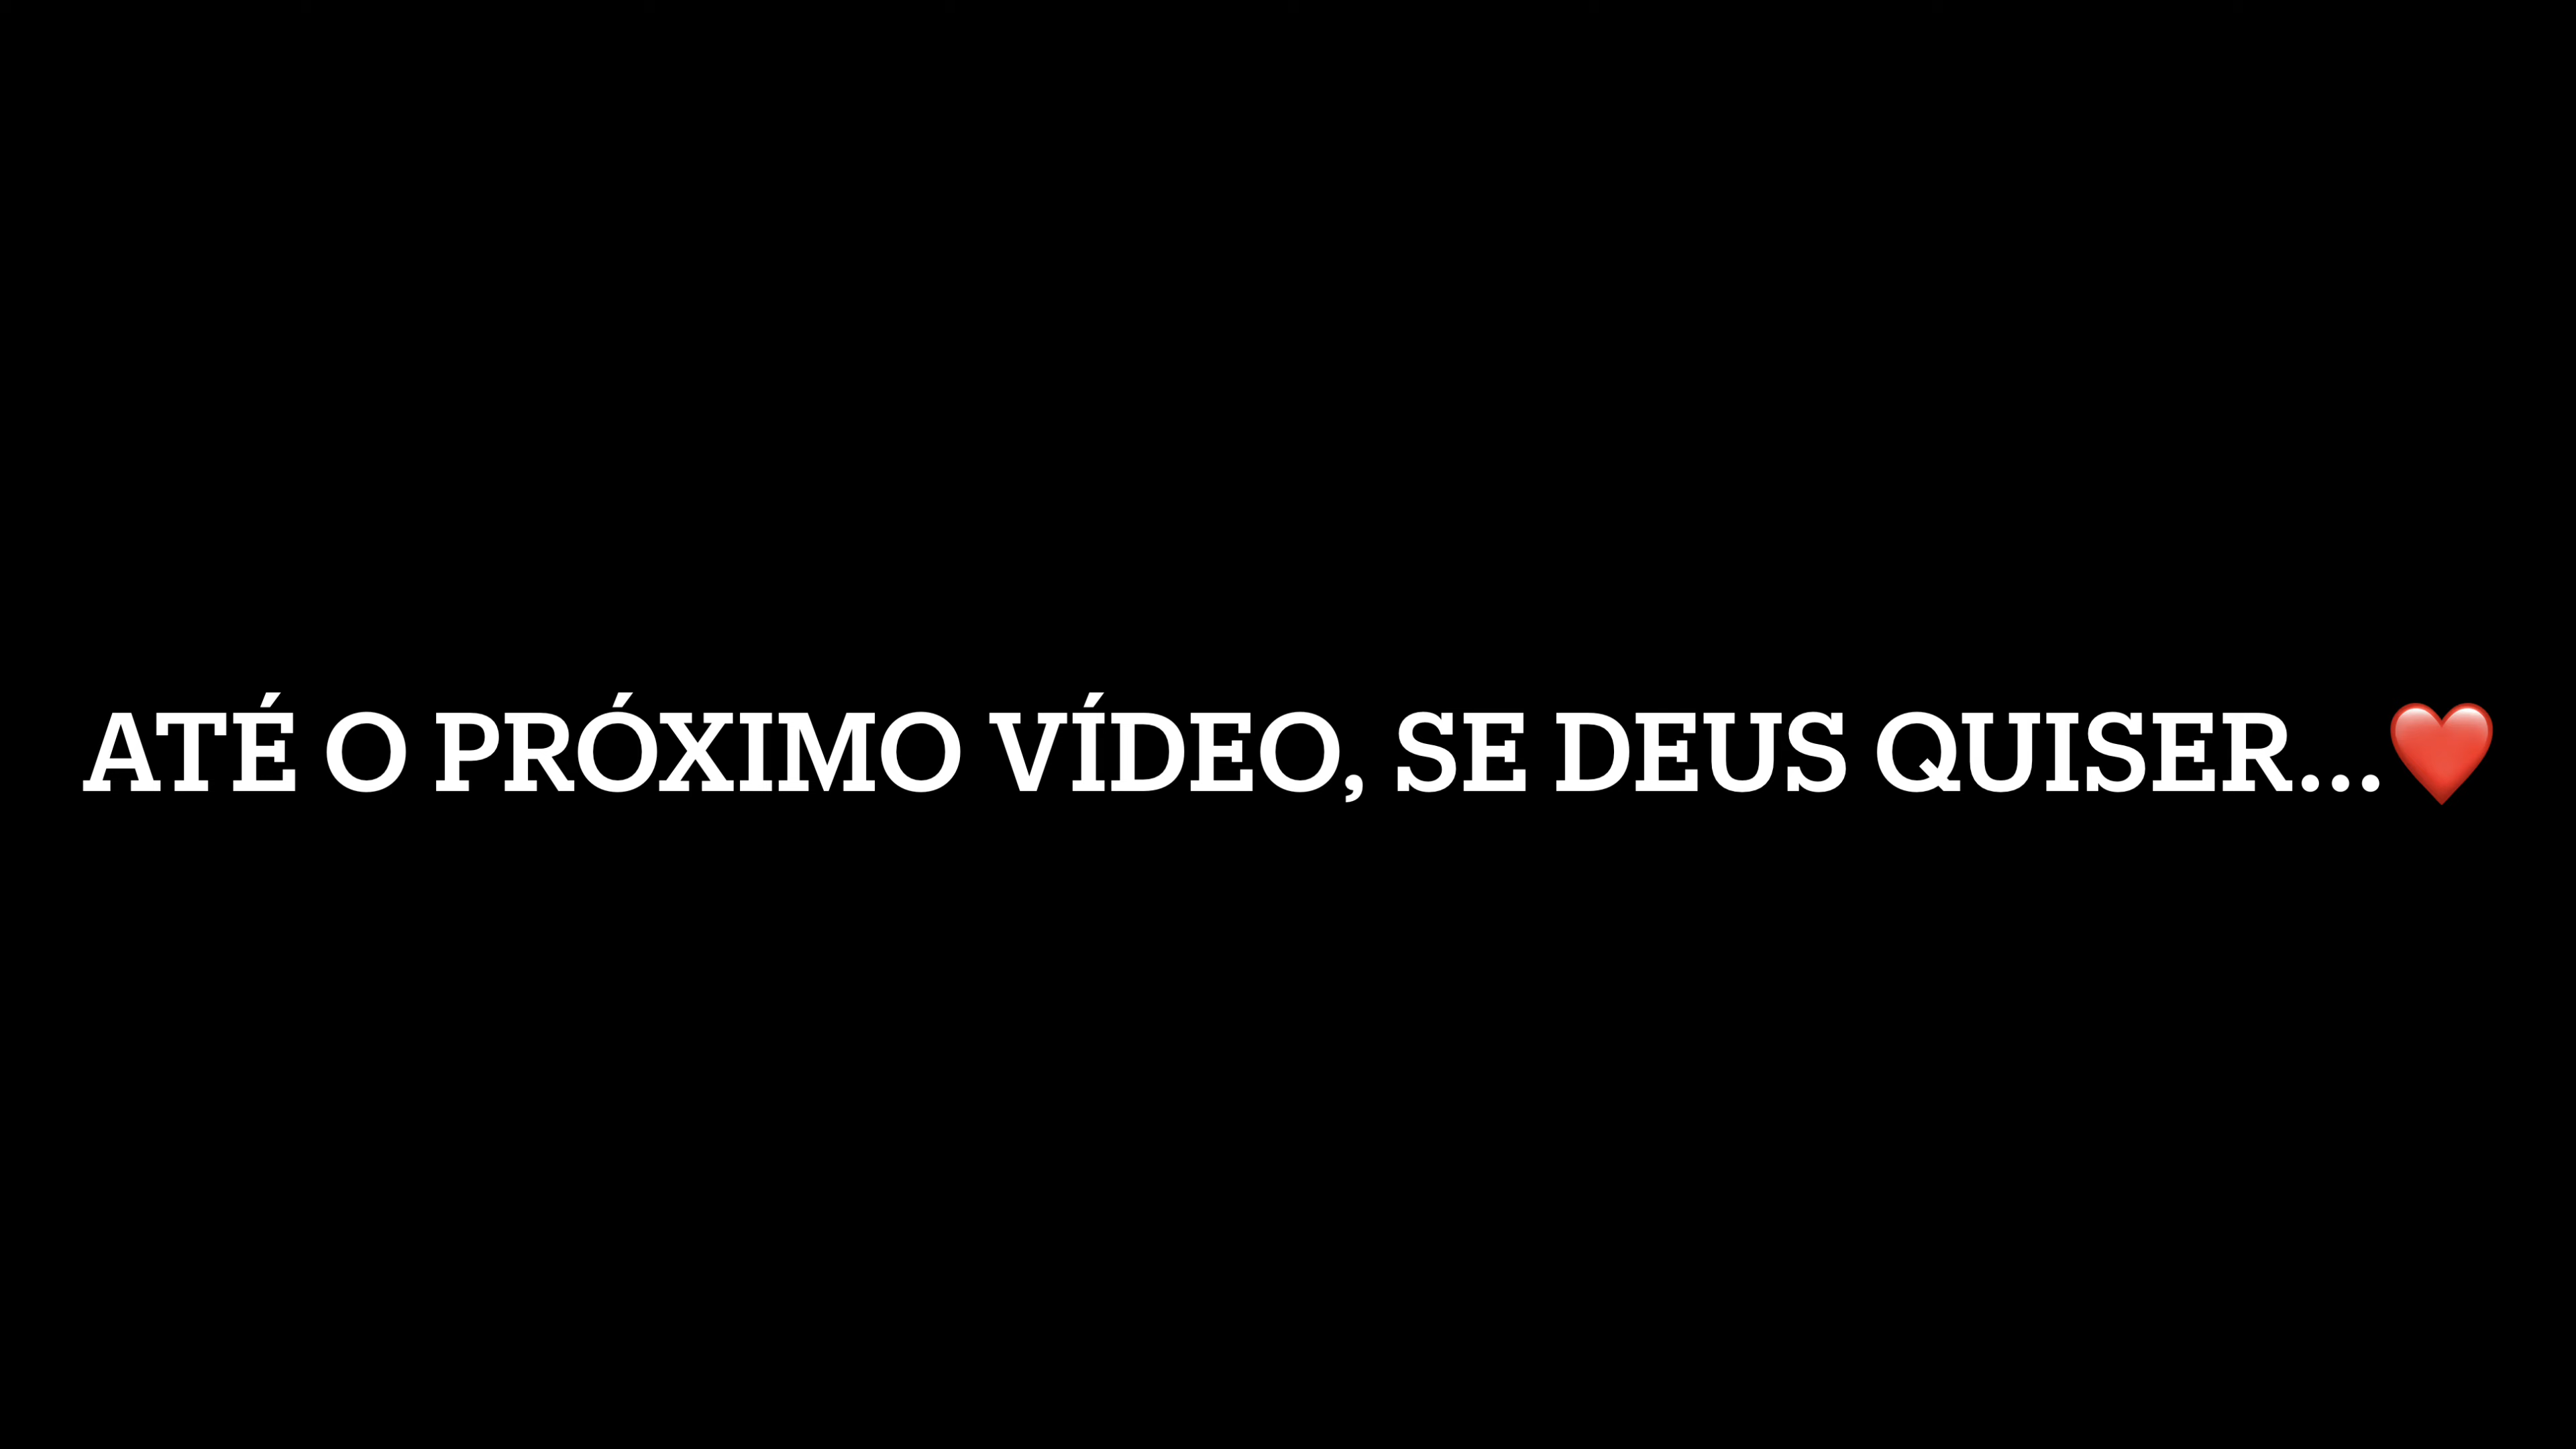 ATÉ O PRÓXIMO VÍDEO, SE DEUS QUISER...❤️